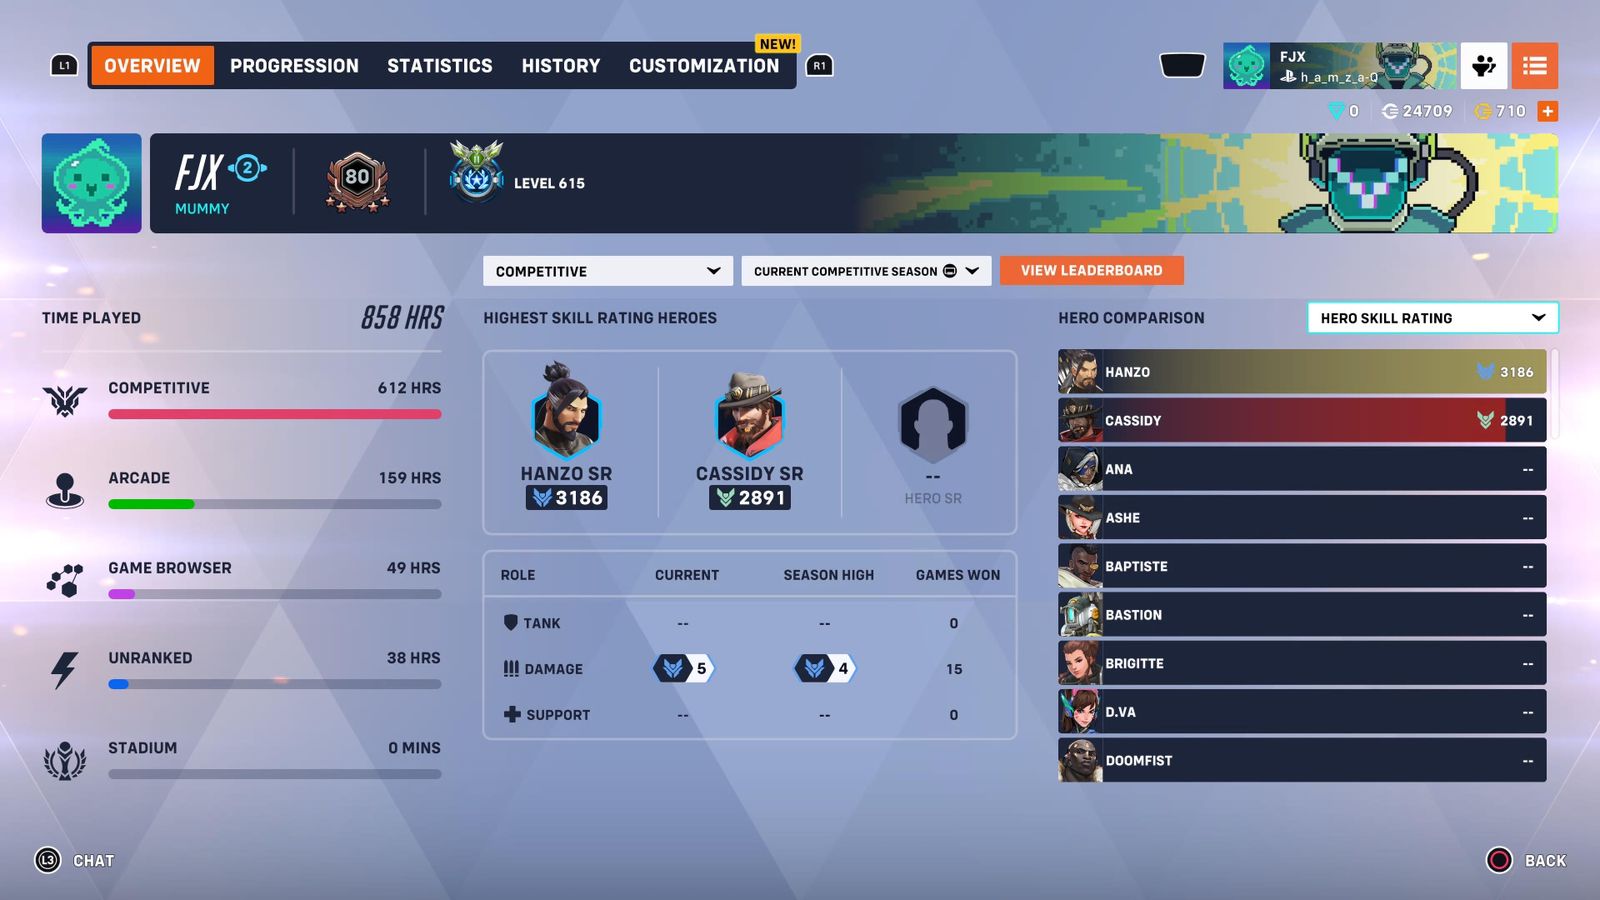 L1
OVERVIEW
PROGRESSION
STATISTICS
HISTORY
CUSTOMIZATION
NEW!
R1
FJX
h_a_m_z_a-Q
0
24709
710
+
FJX 2
MUMMY
80
LEVEL 615
COMPETITIVE
CURRENT COMPETITIVE SEASON
VIEW LEADERBOARD
TIME PLAYED 858 HRS
COMPETITIVE 612 HRS
ARCADE 159 HRS
GAME BROWSER 49 HRS
UNRANKED 38 HRS
STADIUM 0 MINS
HIGHEST SKILL RATING HEROES
HANZO SR
3186
CASSIDY SR
2891
--
HERO SR
ROLE CURRENT SEASON HIGH GAMES WON
TANK -- -- 0
DAMAGE 5 4 15
SUPPORT -- -- 0
HERO COMPARISON
HERO SKILL RATING
HANZO 3186
CASSIDY 2891
ANA --
ASHE --
BAPTISTE --
BASTION --
BRIGITTE --
D.VA --
DOOMFIST --
L3 CHAT
BACK